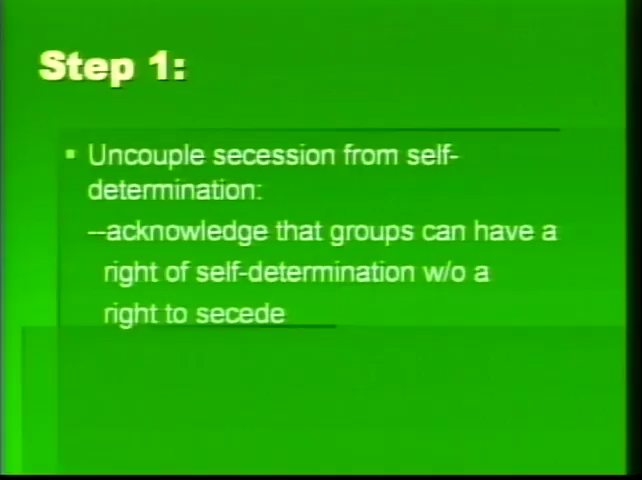 Step 1:
▪ Uncouple secession from self-
determination:
--acknowledge that groups can have a
right of self-determination w/o a
right to secede